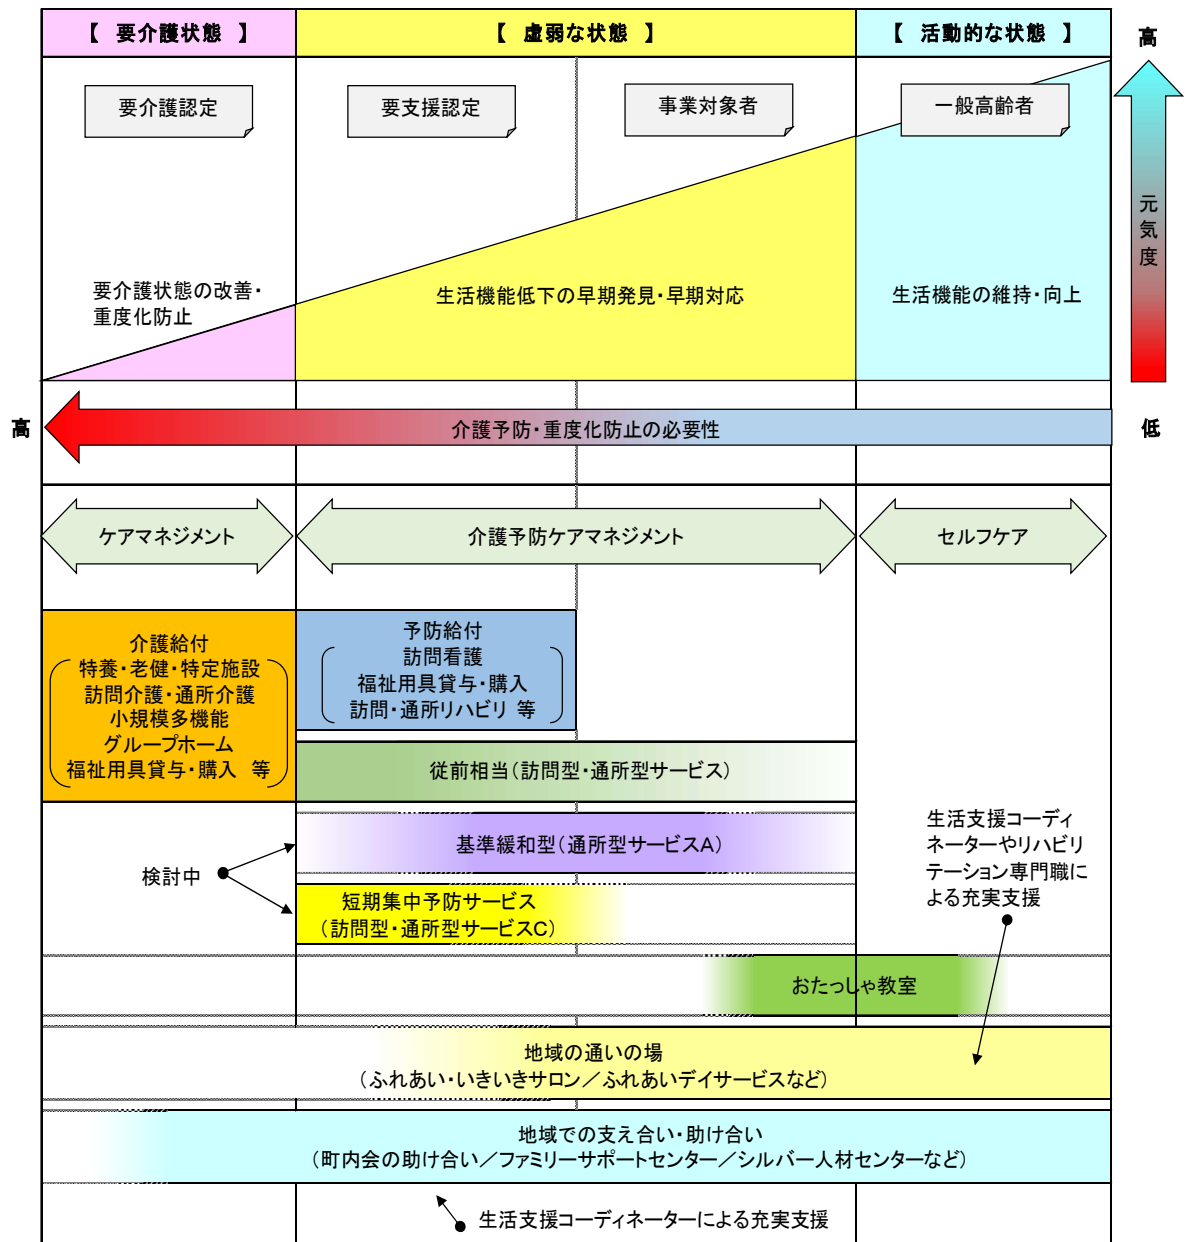 【 要介護状態 】
【 虚弱な状態 】
【 活動的な状態 】
高
要介護認定
要支援認定
事業対象者
一般高齢者
元気度
要介護状態の改善・
重度化防止
生活機能低下の早期発見・早期対応
生活機能の維持・向上
高
介護予防・重度化防止の必要性
低
ケアマネジメント
介護予防ケアマネジメント
セルフケア
介護給付
特養・老健・特定施設
訪問介護・通所介護
小規模多機能
グループホーム
福祉用具貸与・購入 等
予防給付
訪問看護
福祉用具貸与・購入
訪問・通所リハビリ 等
従前相当(訪問型・通所型サービス)
基準緩和型(通所型サービスA)
検討中
短期集中予防サービス
(訪問型・通所型サービスC)
生活支援コーディ
ネーターやリハビリ
テーション専門職に
よる充実支援
おたっしゃ教室
地域の通いの場
(ふれあい・いきいきサロン／ふれあいデイサービスなど)
地域での支え合い・助け合い
(町内会の助け合い／ファミリーサポートセンター／シルバー人材センターなど)
生活支援コーディネーターによる充実支援